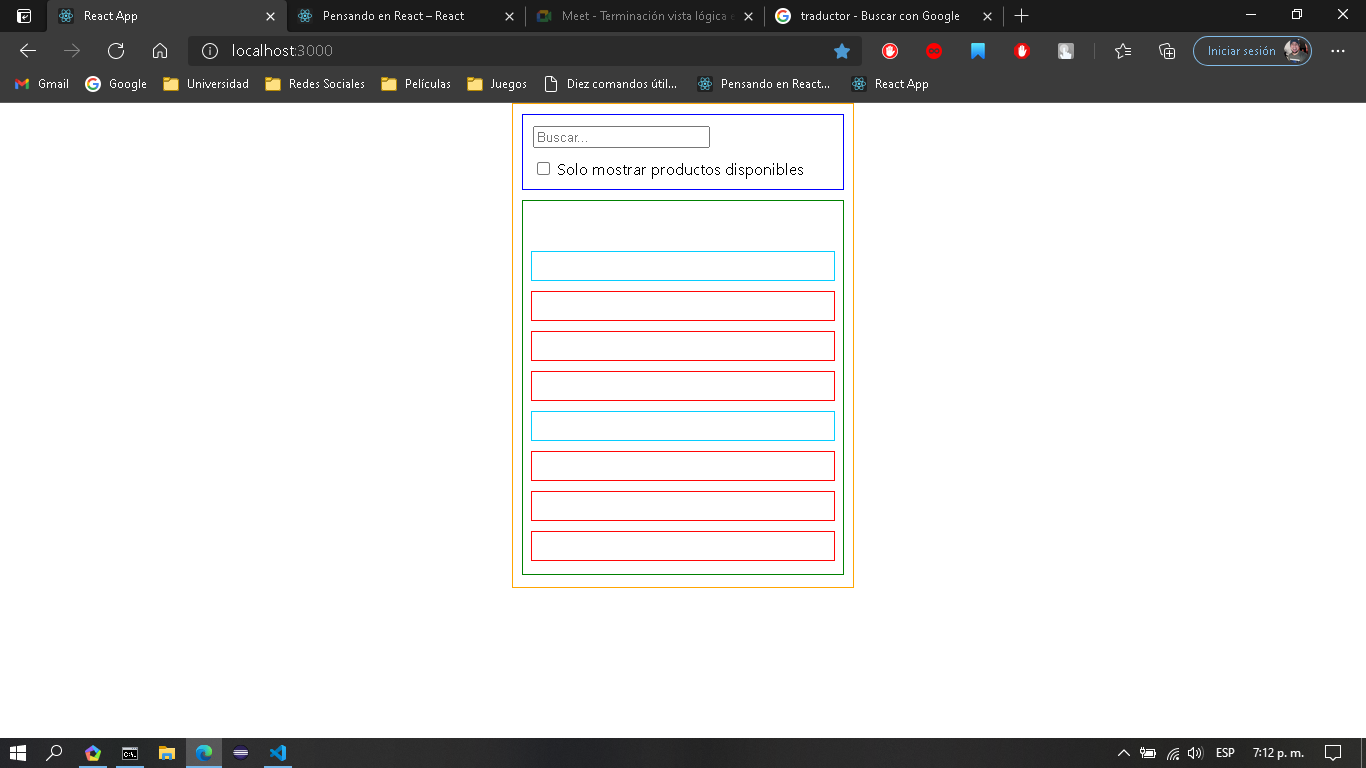 React App
Pensando en React – React
Meet - Terminación vista lógica
traductor - Buscar con Google
localhost:3000
Iniciar sesión
Gmail
Google
Universidad
Redes Sociales
Películas
Juegos
Diez comandos útil...
Pensando en React...
React App
Buscar...
Solo mostrar productos disponibles
ESP
7:12 p. m.